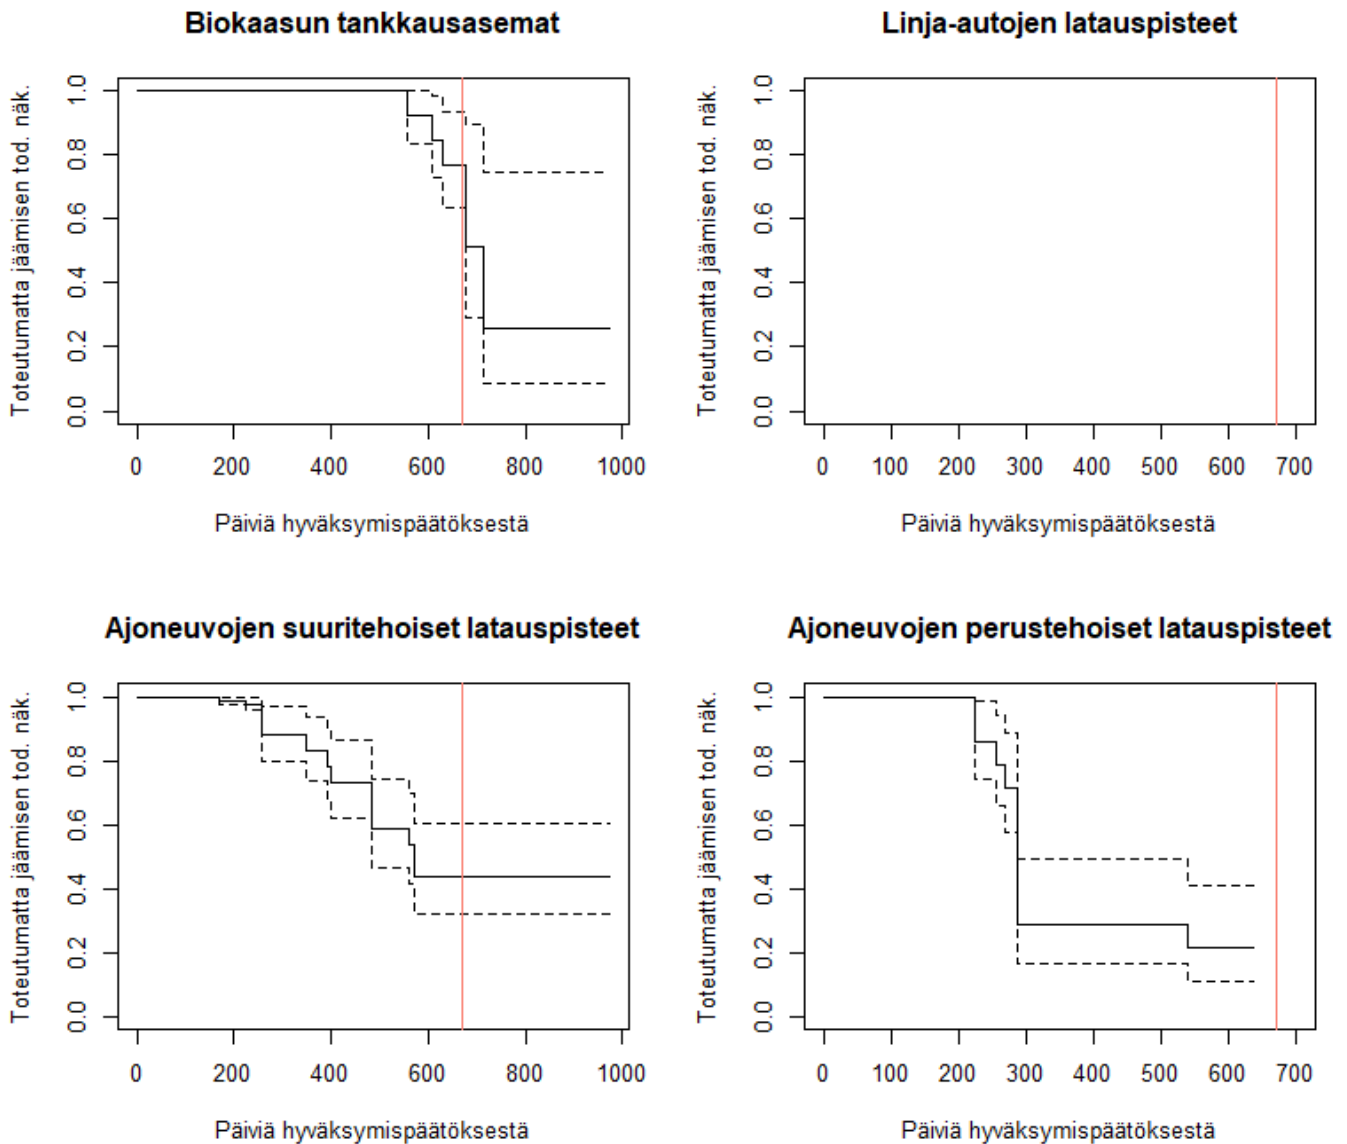 Biokaasun tankkausasemat
Toteutumatta jäämisen tod. näk.
1.0
0.8
0.6
0.4
0.2
0.0
0 200 400 600 800 1000
Päiviä hyväksymispäätöksestä
Linja-autojen latauspisteet
Toteutumatta jäämisen tod. näk.
1.0
0.8
0.6
0.4
0.2
0.0
0 100 200 300 400 500 600 700
Päiviä hyväksymispäätöksestä
Ajoneuvojen suuritehoiset latauspisteet
Toteutumatta jäämisen tod. näk.
1.0
0.8
0.6
0.4
0.2
0.0
0 200 400 600 800 1000
Päiviä hyväksymispäätöksestä
Ajoneuvojen perustehoiset latauspisteet
Toteutumatta jäämisen tod. näk.
1.0
0.8
0.6
0.4
0.2
0.0
0 100 200 300 400 500 600 700
Päiviä hyväksymispäätöksestä